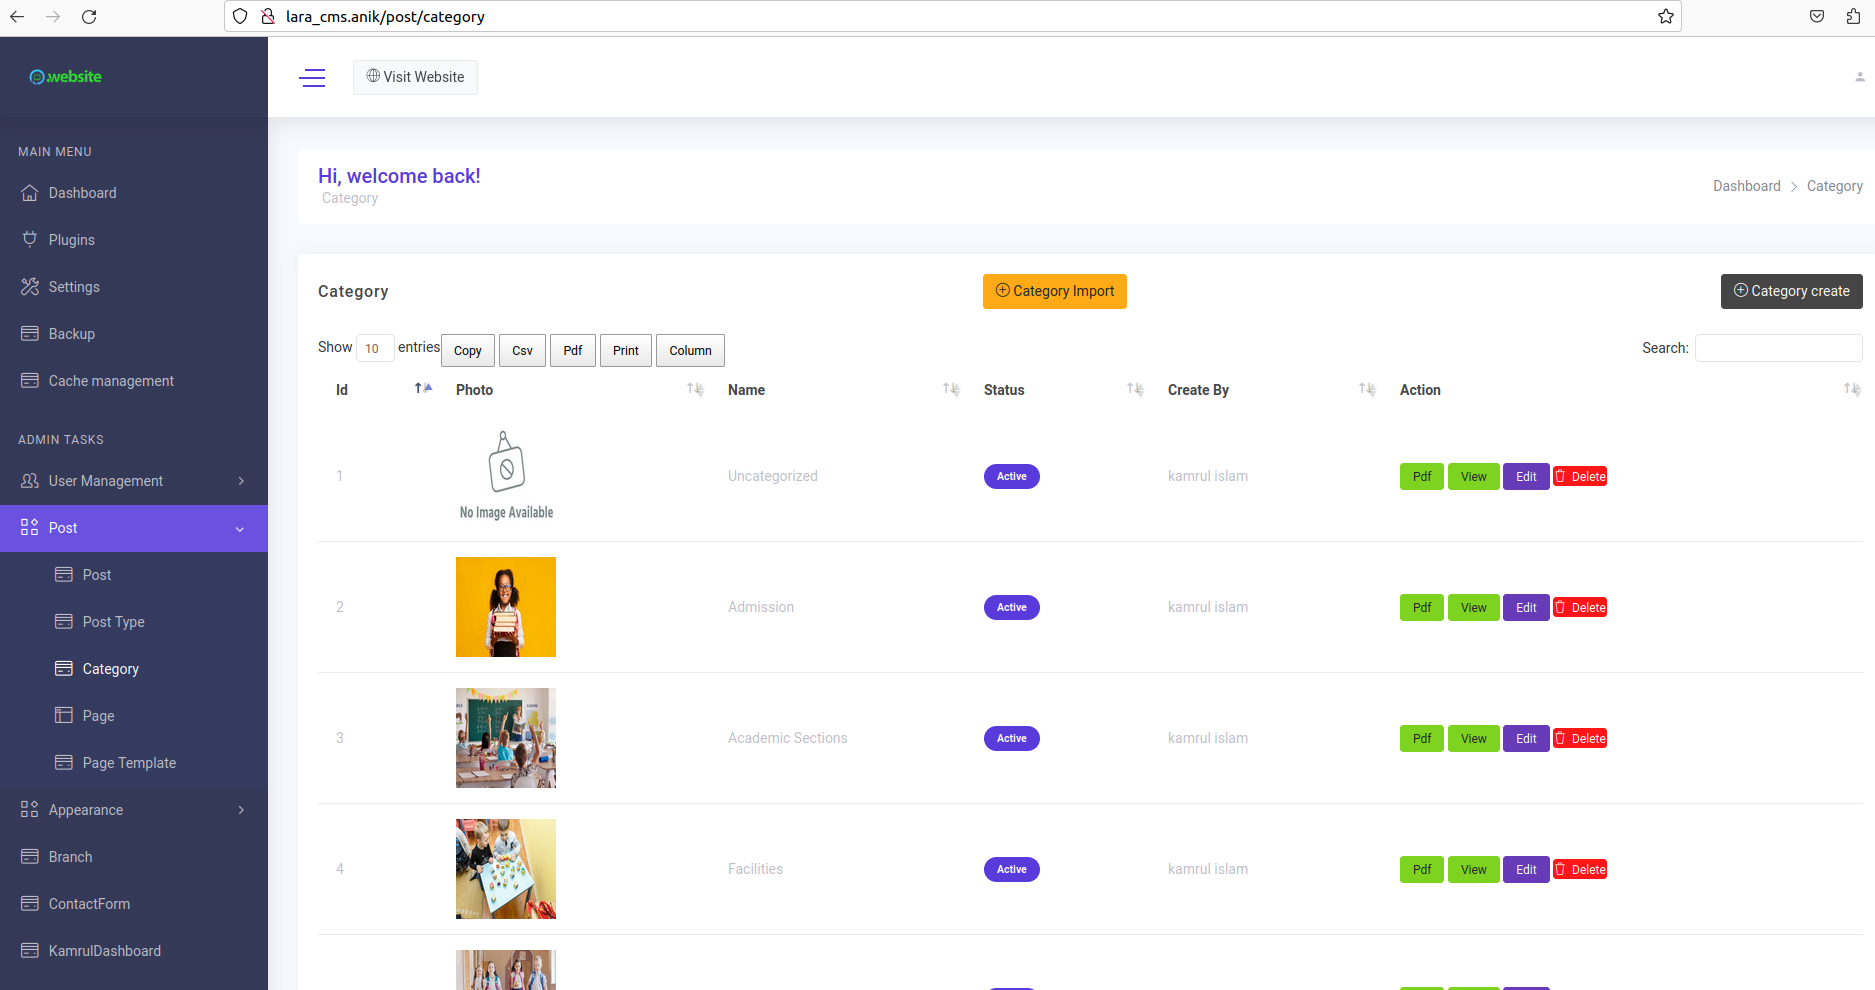 lara_cms.anik/post/category
website
Visit Website
MAIN MENU
Dashboard
Plugins
Settings
Backup
Cache management
ADMIN TASKS
User Management
Post
Post
Post Type
Category
Page
Page Template
Appearance
Branch
ContactForm
KamrulDashboard
Hi, welcome back!
Category
Dashboard > Category
Category
Category Import
Category create
Show 10 entries Copy Csv Pdf Print Column Search:
Id Photo Name Status Create By Action
1 No Image Available Uncategorized Active kamrul islam Pdf View Edit Delete
2 Admission Active kamrul islam Pdf View Edit Delete
3 Academic Sections Active kamrul islam Pdf View Edit Delete
4 Facilities Active kamrul islam Pdf View Edit Delete